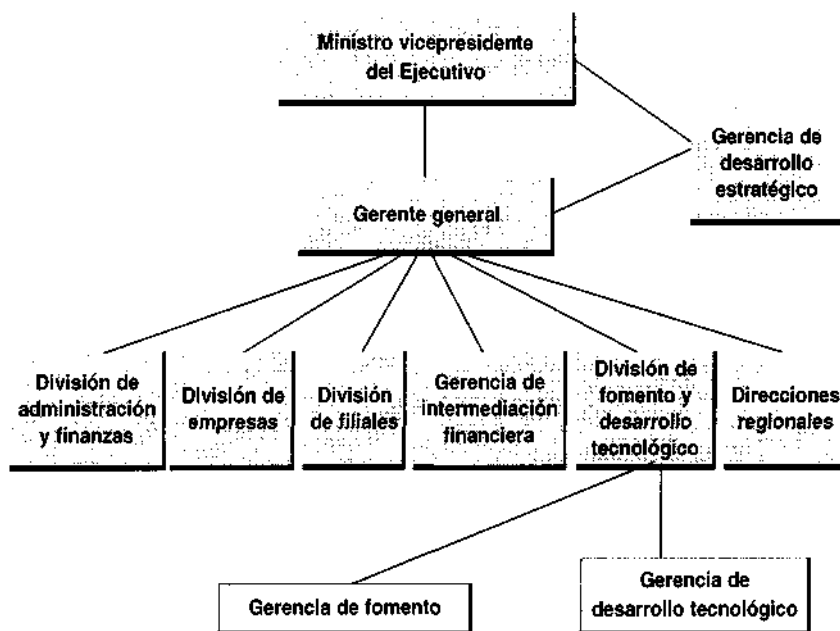 Ministro vicepresidente
del Ejecutivo
Gerencia de
desarrollo
estratégico
Gerente general
División de
administración
y finanzas
División de
empresas
División
de filiales
Gerencia de
intermediación
financiera
División de
fomento y
desarrollo
tecnológico
Direcciones
regionales
Gerencia de fomento
Gerencia de
desarrollo tecnológico